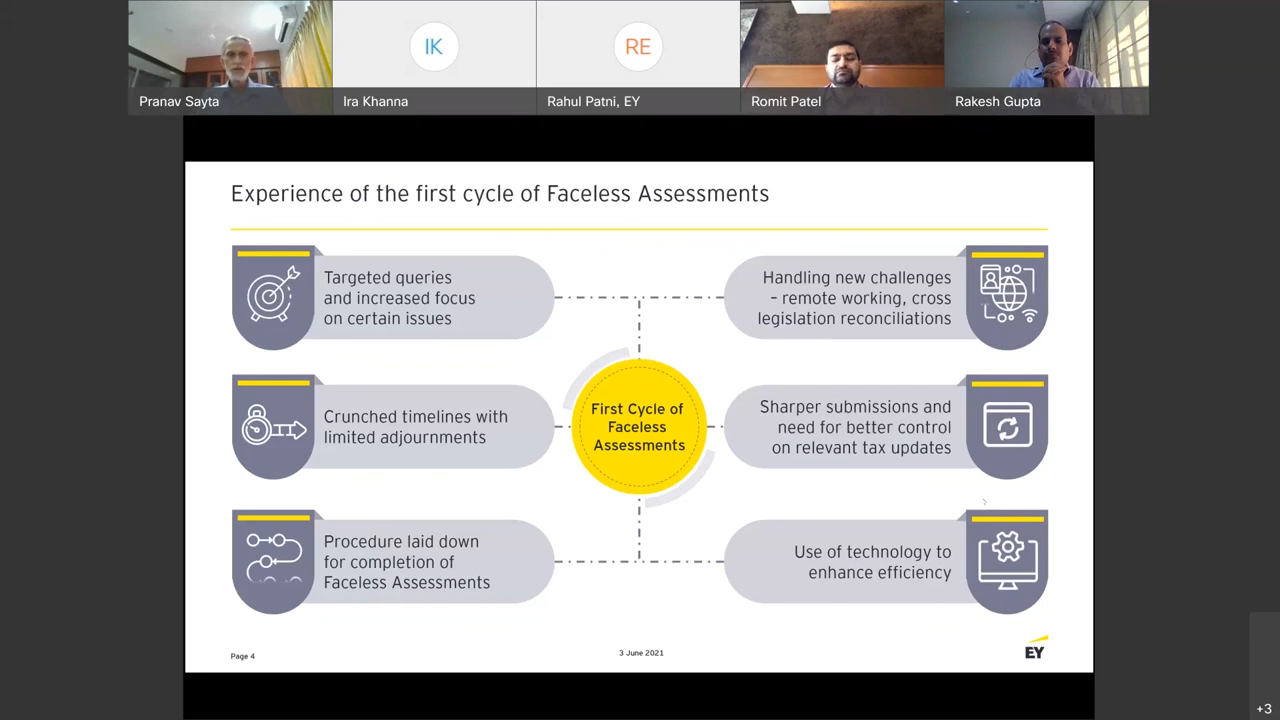 IK
RE
Pranav Sayta
Ira Khanna
Rahul Patni, EY
Romit Patel
Rakesh Gupta
Experience of the first cycle of Faceless Assessments
Targeted queries
and increased focus
on certain issues
Handling new challenges
– remote working, cross
legislation reconciliations
Crunched timelines with
limited adjournments
First Cycle of
Faceless
Assessments
Sharper submissions and
need for better control
on relevant tax updates
Procedure laid down
for completion of
Faceless Assessments
Use of technology to
enhance efficiency
Page 4
3 June 2021
EY
+3